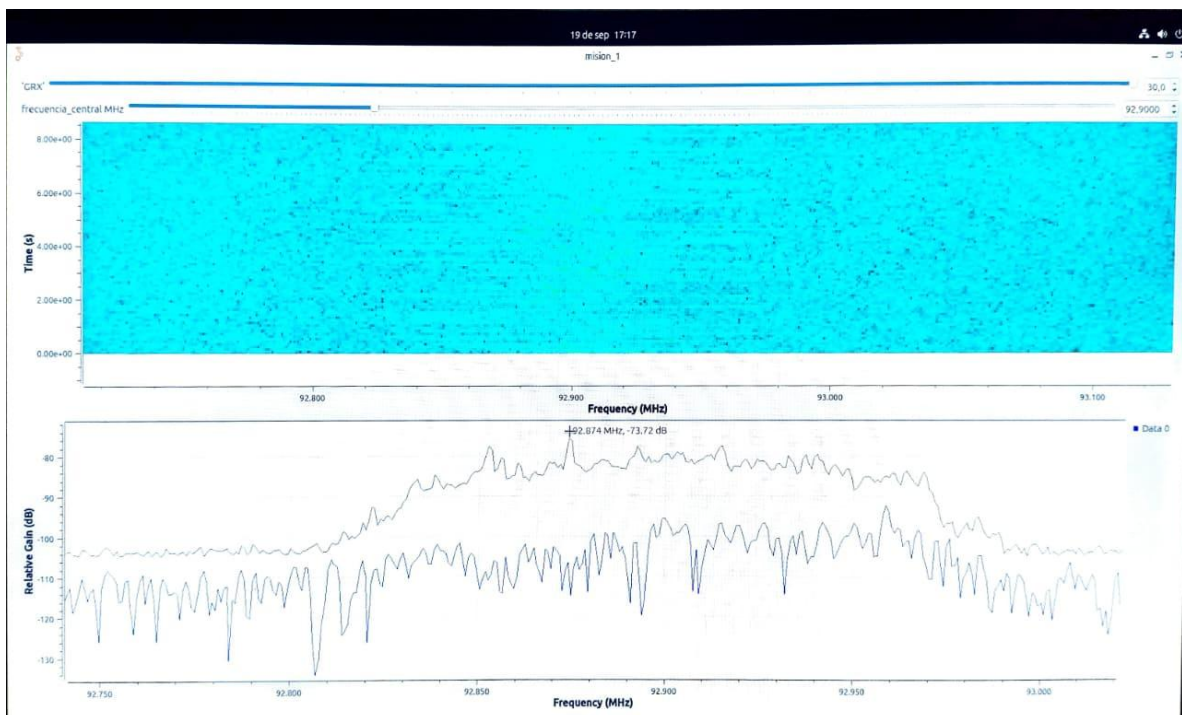 19 de sep 17:17
mision_1
'GRX' 30,0
frecuencia_central MHz 92,9000
8.00e+00
6.00e+00
4.00e+00
2.00e+00
0.00e+00
Time (s)
92.800 92.900 93.000 93.100
Frequency (MHz)
92.874 MHz, -73.72 dB
Data 0
-80
-90
-100
-110
-120
-130
Relative Gain (dB)
92.750 92.800 92.850 92.900 92.950 93.000
Frequency (MHz)